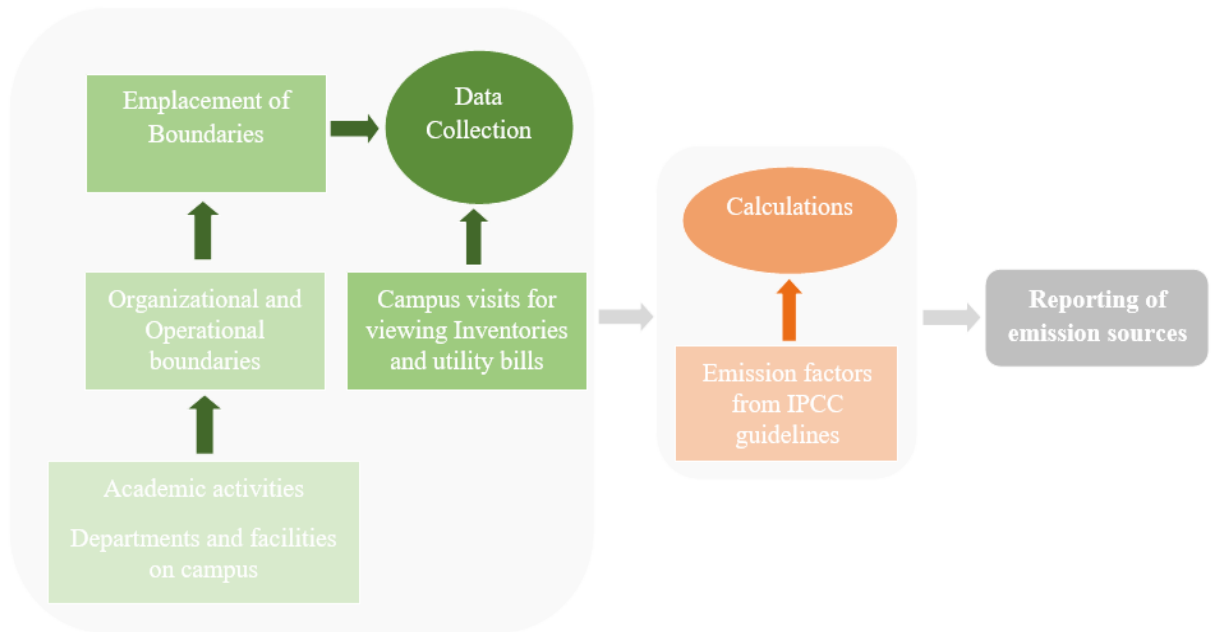 Emplacement of
Boundaries
Data
Collection
Organizational and
Operational
boundaries
Campus visits for
viewing Inventories
and utility bills
Academic activities
Departments and facilities
on campus
Calculations
Emission factors
from IPCC
guidelines
Reporting of
emission sources